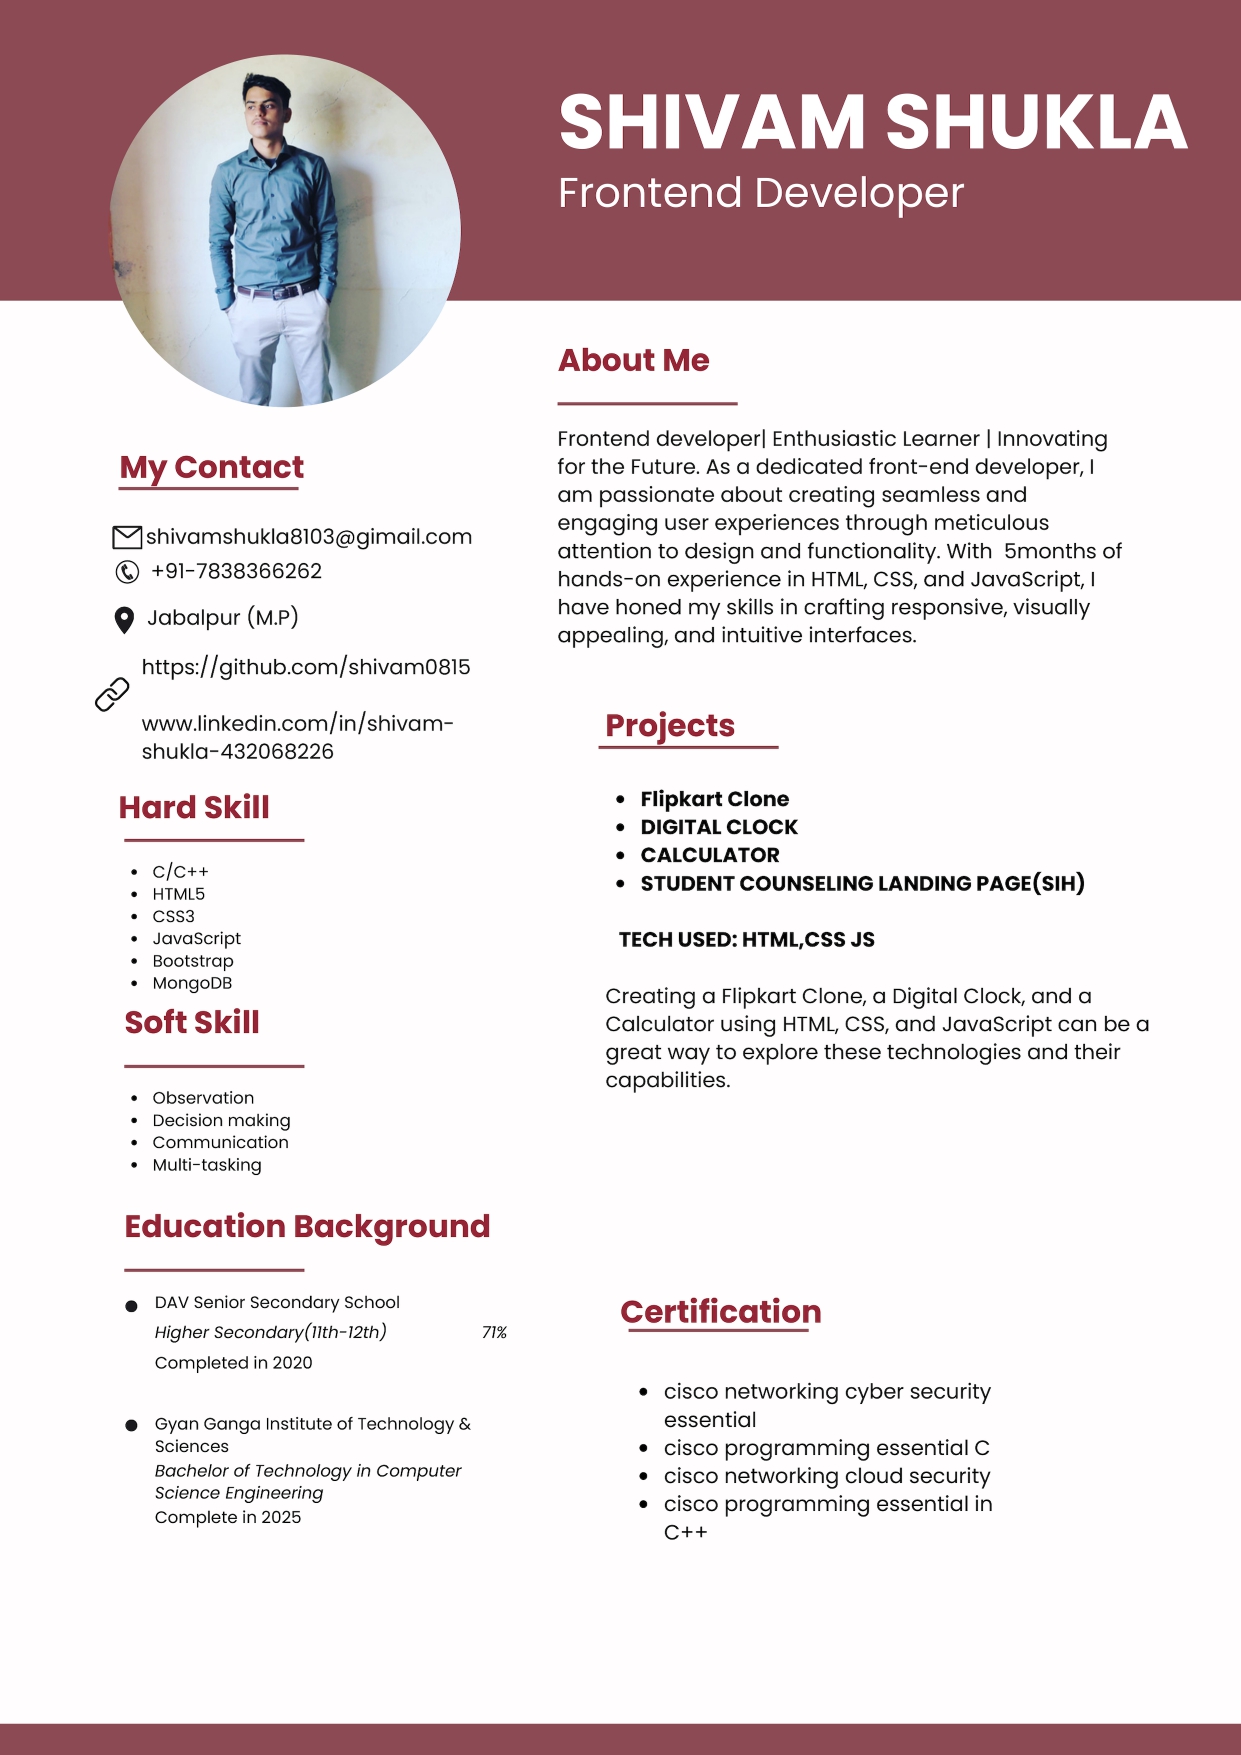 SHIVAM SHUKLA
Frontend Developer
My Contact
shivamshukla8103@gimail.com
+91-7838366262
Jabalpur (M.P)
https://github.com/shivam0815
www.linkedin.com/in/shivam-
shukla-432068226
Hard Skill
• C/C++
• HTML5
• CSS3
• JavaScript
• Bootstrap
• MongoDB
Soft Skill
• Observation
• Decision making
• Communication
• Multi-tasking
Education Background
• DAV Senior Secondary School
Higher Secondary(11th-12th) 71%
Completed in 2020
• Gyan Ganga Institute of Technology &
Sciences
Bachelor of Technology in Computer
Science Engineering
Complete in 2025
About Me
Frontend developer| Enthusiastic Learner | Innovating
for the Future. As a dedicated front-end developer, I
am passionate about creating seamless and
engaging user experiences through meticulous
attention to design and functionality. With  5months of
hands-on experience in HTML, CSS, and JavaScript, I
have honed my skills in crafting responsive, visually
appealing, and intuitive interfaces.
Projects
• Flipkart Clone
• DIGITAL CLOCK
• CALCULATOR
• STUDENT COUNSELING LANDING PAGE(SIH)
TECH USED: HTML,CSS JS
Creating a Flipkart Clone, a Digital Clock, and a
Calculator using HTML, CSS, and JavaScript can be a
great way to explore these technologies and their
capabilities.
Certification
• cisco networking cyber security
essential
• cisco programming essential C
• cisco networking cloud security
• cisco programming essential in
C++